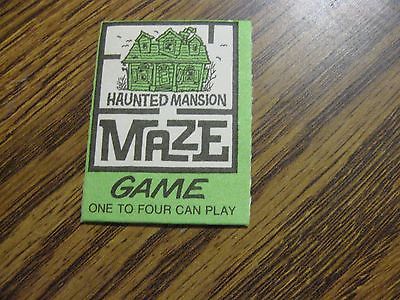 HAUNTED MANSION
MAZE
GAME
ONE TO FOUR CAN PLAY